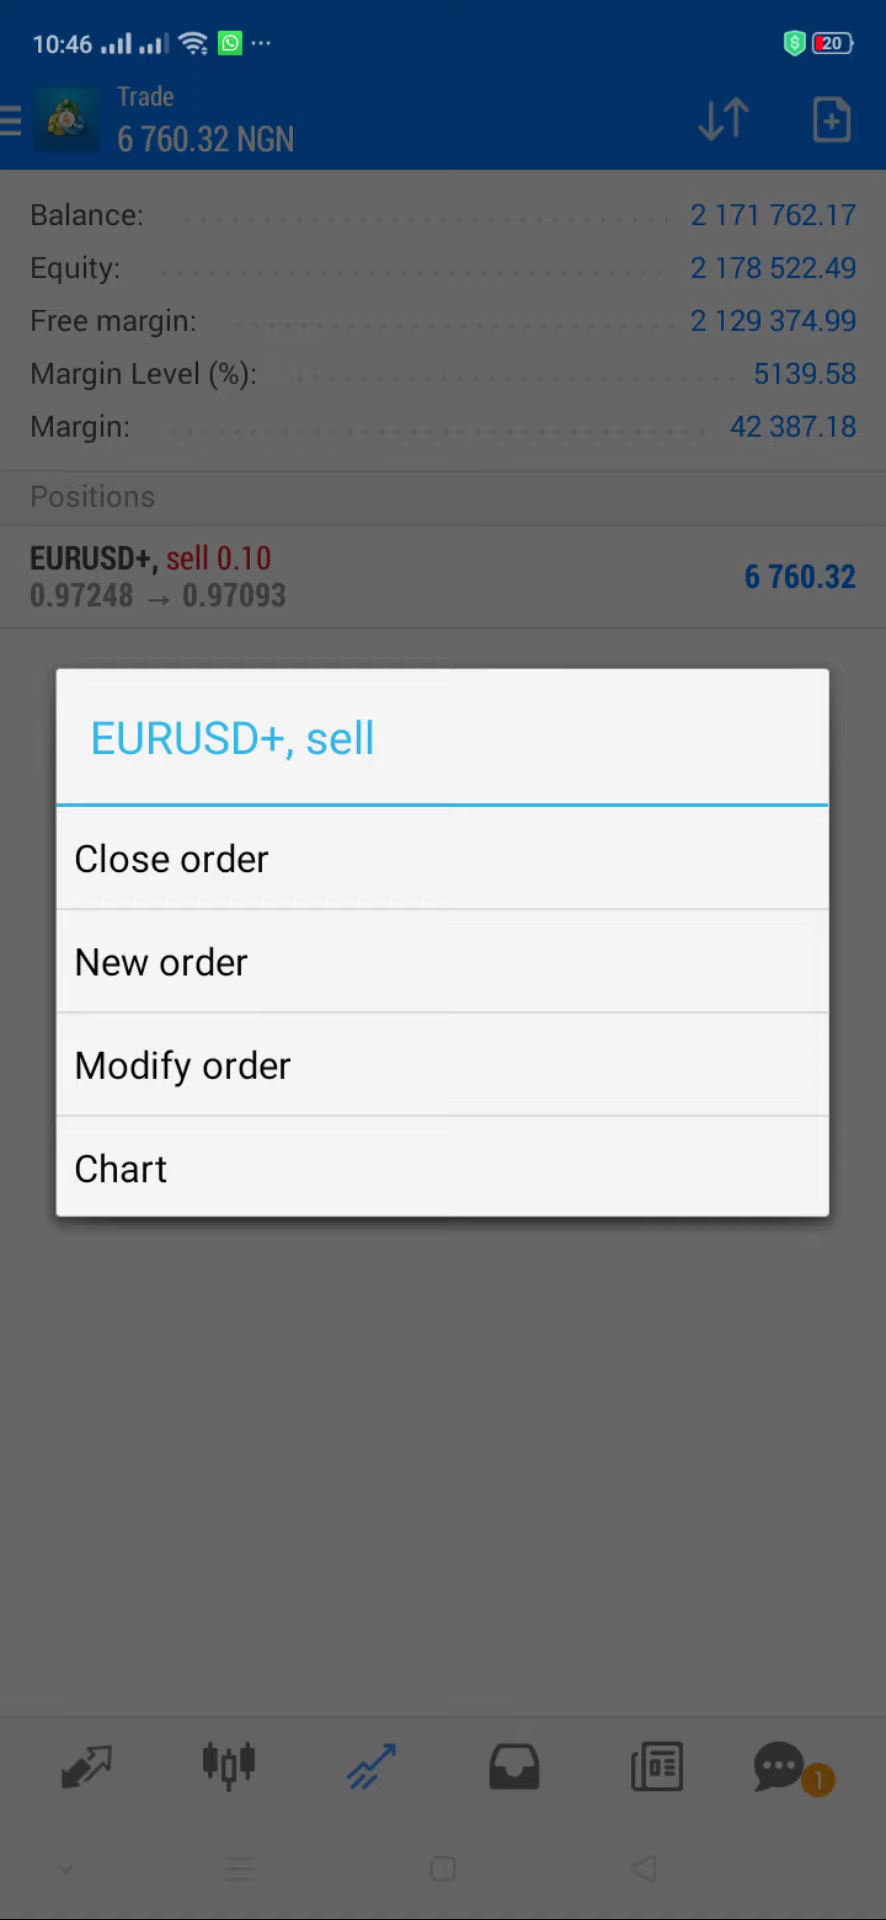 10:46
20
Trade
6 760.32 NGN
Balance: 2 171 762.17
Equity: 2 178 522.49
Free margin: 2 129 374.99
Margin Level (%): 5139.58
Margin: 42 387.18
Positions
EURUSD+, sell 0.10
0.97248 → 0.97093
6 760.32
EURUSD+, sell
Close order
New order
Modify order
Chart
1